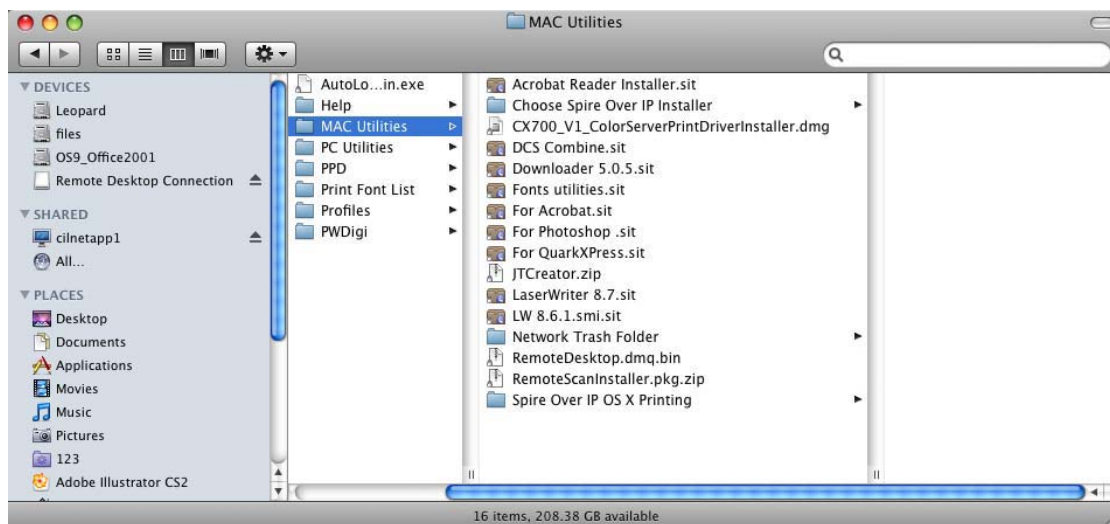 MAC Utilities
DEVICES
Leopard
files
OS9_Office2001
Remote Desktop Connection
SHARED
cilnetapp1
All...
PLACES
Desktop
Documents
Applications
Movies
Music
Pictures
123
Adobe Illustrator CS2
AutoLo...in.exe
Help
MAC Utilities
PC Utilities
PPD
Print Font List
Profiles
PWDigi
Acrobat Reader Installer.sit
Choose Spire Over IP Installer
CX700_V1_ColorServerPrintDriverInstaller.dmg
DCS Combine.sit
Downloader 5.0.5.sit
Fonts utilities.sit
For Acrobat.sit
For Photoshop .sit
For QuarkXPress.sit
JTCreator.zip
LaserWriter 8.7.sit
LW 8.6.1.smi.sit
Network Trash Folder
RemoteDesktop.dmq.bin
RemoteScanInstaller.pkg.zip
Spire Over IP OS X Printing
16 items, 208.38 GB available